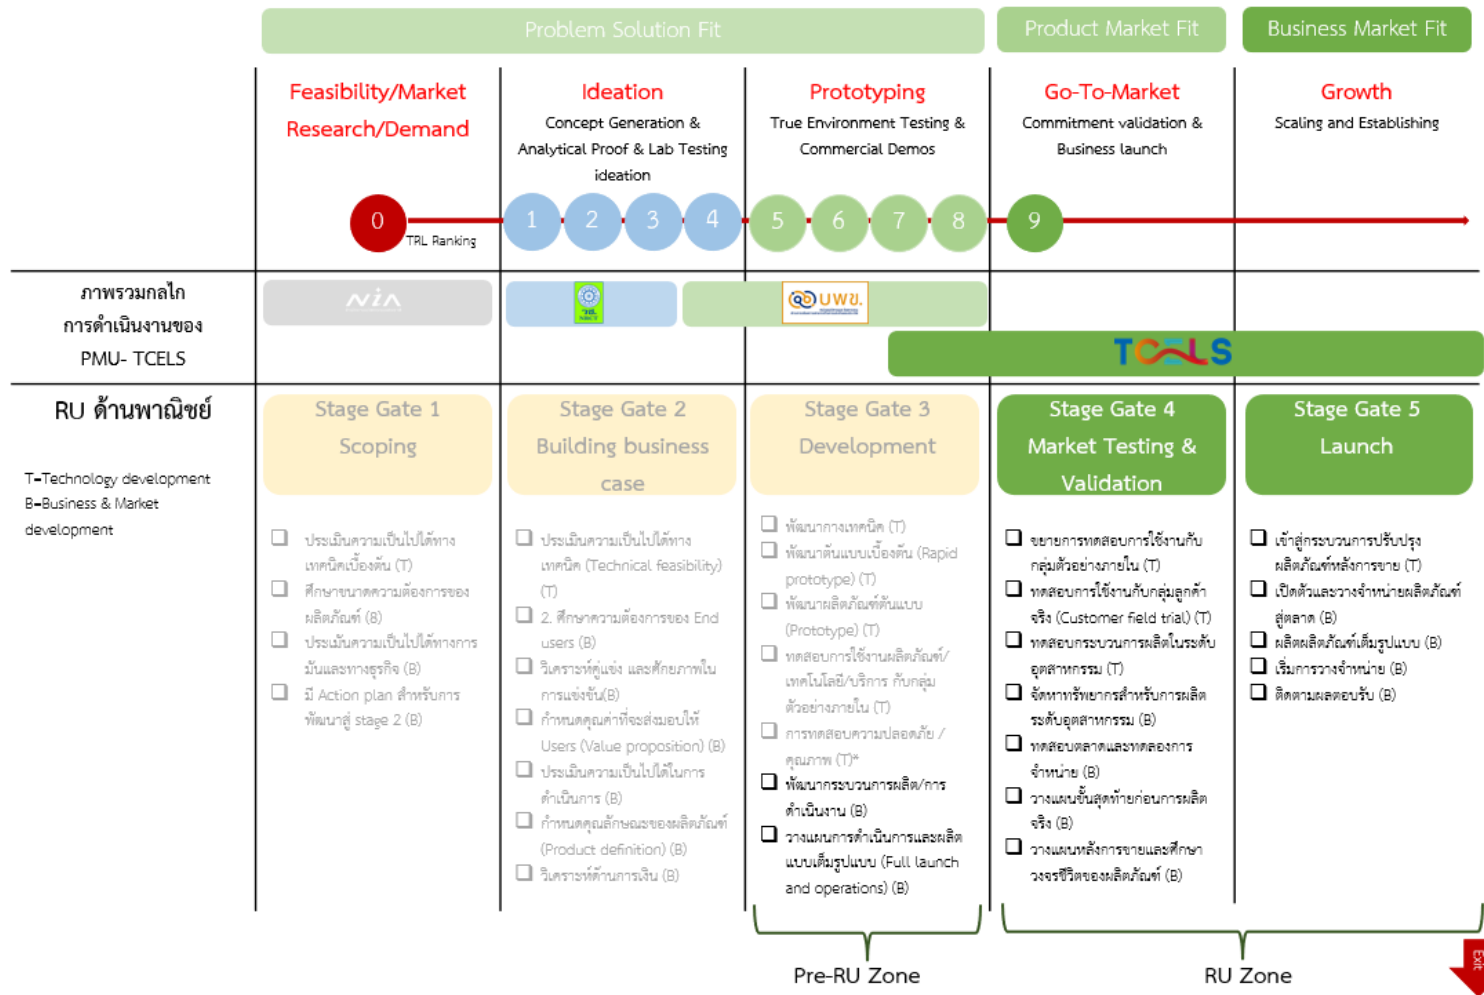 Problem Solution Fit
Product Market Fit
Business Market Fit
Feasibility/Market
Research/Demand
Ideation
Concept Generation &
Analytical Proof & Lab Testing
ideation
Prototyping
True Environment Testing &
Commercial Demos
Go-To-Market
Commitment validation &
Business launch
Growth
Scaling and Establishing
0
1
2
3
4
5
6
7
8
9
TRL Ranking
ภาพรวมกลไก
การดำเนินงานของ
PMU- TCELS
NiA
วช.
บพข.
TCELS
RU ด้านพาณิชย์
T=Technology development
B=Business & Market
development
Stage Gate 1
Scoping
ประเมินความเป็นไปได้ทาง
เทคนิคเบื้องต้น (T)
ศึกษาขนาดความต้องการของ
ผลิตภัณฑ์ (8)
ประเมินความเป็นไปได้ทางการ
มันและทางธุรกิจ (B)
มี Action plan สำหรับการ
พัฒนาสู่ stage 2 (B)
Stage Gate 2
Building business
case
ประเมินความเป็นไปได้ทาง
เทคนิค (Technical feasibility)
(T)
2. ศึกษาความต้องการของ End
users (B)
วิเคราะห์คู่แข่ง และศักยภาพใน
การแข่งขัน(B)
กำหนดคุณค่าที่จะส่งมอบให้
Users (Value proposition) (B)
ประเมินความเป็นไปได้ในการ
ดำเนินการ (B)
กำหนดคุณลักษณะของผลิตภัณฑ์
(Product definition) (B)
วิเคราะห์ด้านการเงิน (B)
Stage Gate 3
Development
พัฒนาทางเทคนิค (T)
พัฒนาต้นแบบเบื้องต้น (Rapid
prototype) (T)
พัฒนาผลิตภัณฑ์ต้นแบบ
(Prototype) (T)
ทดสอบการใช้งานผลิตภัณฑ์/
เทคโนโลยี/บริการ กับกลุ่ม
ตัวอย่างภายใน (T)
การทดสอบความปลอดภัย /
คุณภาพ (T)*
พัฒนากระบวนการผลิต/การ
ดำเนินงาน (B)
วางแผนการดำเนินการและผลิต
แบบเต็มรูปแบบ (Full launch
and operations) (B)
Stage Gate 4
Market Testing &
Validation
ขยายการทดสอบการใช้งานกับ
กลุ่มตัวอย่างภายใน (T)
ทดสอบการใช้งานกับกลุ่มลูกค้า
จริง (Customer field trial) (T)
ทดสอบกระบวนการผลิตในระดับ
อุตสาหกรรม (T)
จัดหาทรัพยากรสำหรับการผลิต
ระดับอุตสาหกรรม (B)
ทดสอบตลาดและทดลองการ
จำหน่าย (B)
วางแผนขั้นสุดท้ายก่อนการผลิต
จริง (B)
วางแผนหลังการขายและศึกษา
วงจรชีวิตของผลิตภัณฑ์ (B)
Stage Gate 5
Launch
เข้าสู่กระบวนการปรับปรุง
ผลิตภัณฑ์หลังการขาย (T)
เปิดตัวและวางจำหน่ายผลิตภัณฑ์
สู่ตลาด (B)
ผลิตผลิตภัณฑ์เต็มรูปแบบ (B)
เริ่มการวางจำหน่าย (B)
ติดตามผลตอบรับ (B)
Pre-RU Zone
RU Zone
Exit